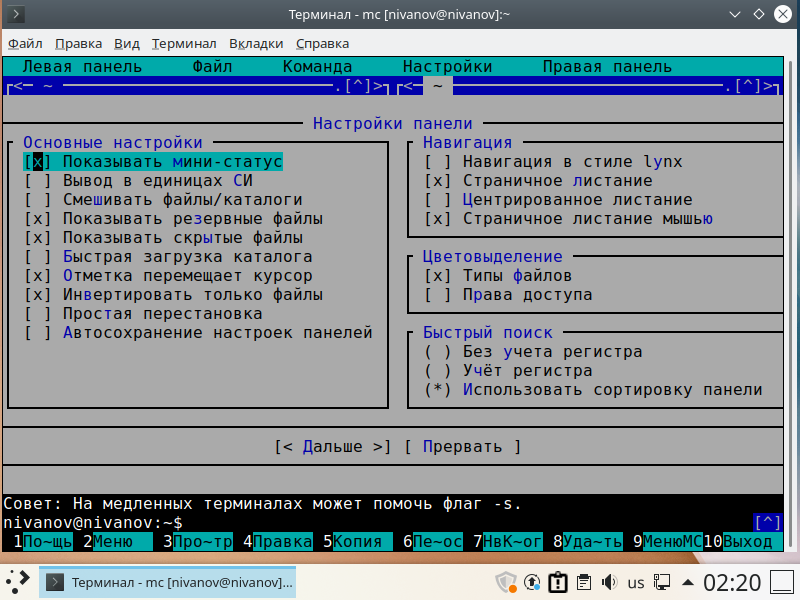 Терминал - mc [nivanov@nivanov]:~
Файл Правка Вид Терминал Вкладки Справка
Левая панель Файл Команда Настройки Правая панель
<— ~ .[^]> <— ~ .[^]>
Настройки панели
Основные настройки
[x] Показывать мини-статус
[ ] Вывод в единицах СИ
[ ] Смешивать файлы/каталоги
[x] Показывать резервные файлы
[x] Показывать скрытые файлы
[ ] Быстрая загрузка каталога
[x] Отметка перемещает курсор
[x] Инвертировать только файлы
[ ] Простая перестановка
[ ] Автосохранение настроек панелей
Навигация
[ ] Навигация в стиле lynx
[x] Страничное листание
[ ] Центрированное листание
[x] Страничное листание мышью
Цветовыделение
[x] Типы файлов
[ ] Права доступа
Быстрый поиск
( ) Без учета регистра
( ) Учёт регистра
(*) Использовать сортировку панели
[< Дальше >] [ Прервать ]
Совет: На медленных терминалах может помочь флаг -s.
nivanov@nivanov:~$ [^]
1По~щь 2Меню 3Про~тр 4Правка 5Копия 6Пе~ос 7НвК~ог 8Уда~ть 9МенюMC 10Выход
Терминал - mc [nivanov@nivanov]... us 02:20